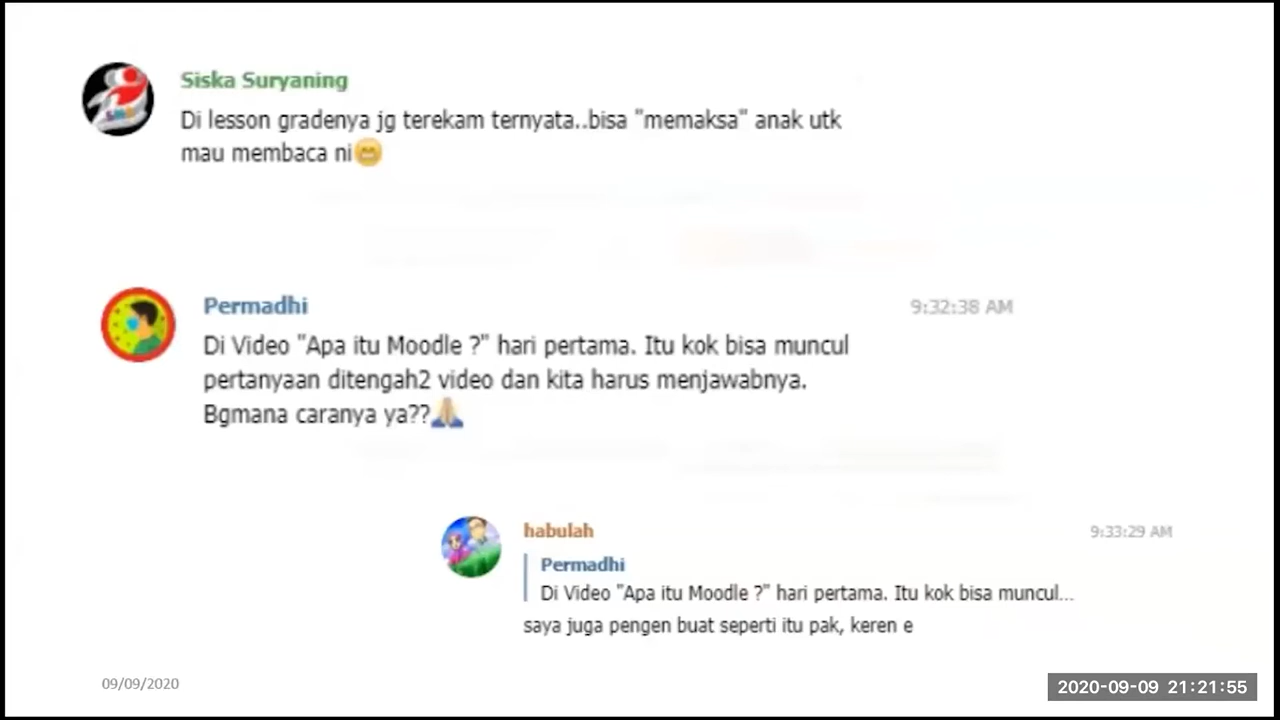 Siska Suryaning
Di lesson gradenya jg terekam ternyata..bisa "memaksa" anak utk
mau membaca ni😁
Permadhi 9:32:38 AM
Di Video "Apa itu Moodle ?" hari pertama. Itu kok bisa muncul
pertanyaan ditengah2 video dan kita harus menjawabnya.
Bgmana caranya ya??🙏
habulah 9:33:29 AM
Permadhi
Di Video "Apa itu Moodle ?" hari pertama. Itu kok bisa muncul...
saya juga pengen buat seperti itu pak, keren e
09/09/2020
2020-09-09 21:21:55